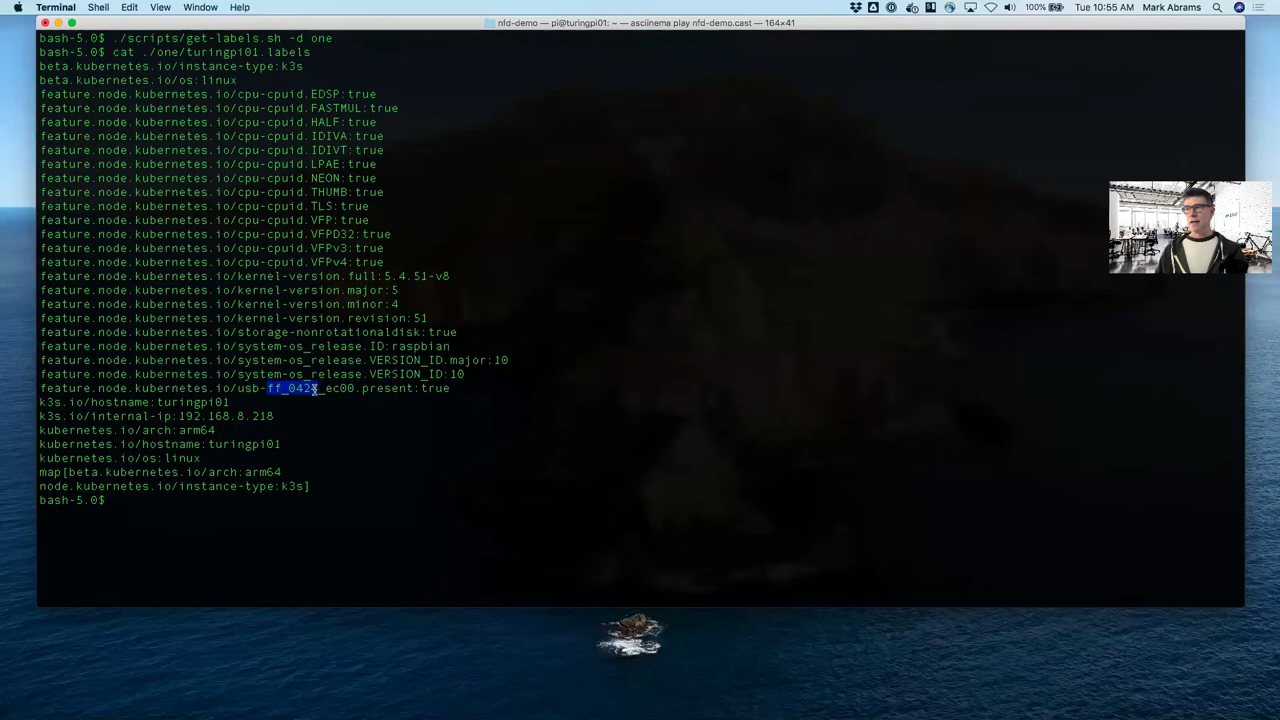 Terminal Shell Edit View Window Help 100% Tue 10:55 AM Mark Abrams
nfd-demo — pi@turingpi01: ~ — asciinema play nfd-demo.cast — 164×41
bash-5.0$ ./scripts/get-labels.sh -d one
bash-5.0$ cat ./one/turingpi01.labels
beta.kubernetes.io/instance-type:k3s
beta.kubernetes.io/os:linux
feature.node.kubernetes.io/cpu-cpuid.EDSP:true
feature.node.kubernetes.io/cpu-cpuid.FASTMUL:true
feature.node.kubernetes.io/cpu-cpuid.HALF:true
feature.node.kubernetes.io/cpu-cpuid.IDIVA:true
feature.node.kubernetes.io/cpu-cpuid.IDIVT:true
feature.node.kubernetes.io/cpu-cpuid.LPAE:true
feature.node.kubernetes.io/cpu-cpuid.NEON:true
feature.node.kubernetes.io/cpu-cpuid.THUMB:true
feature.node.kubernetes.io/cpu-cpuid.TLS:true
feature.node.kubernetes.io/cpu-cpuid.VFP:true
feature.node.kubernetes.io/cpu-cpuid.VFPD32:true
feature.node.kubernetes.io/cpu-cpuid.VFPv3:true
feature.node.kubernetes.io/cpu-cpuid.VFPv4:true
feature.node.kubernetes.io/kernel-version.full:5.4.51-v8
feature.node.kubernetes.io/kernel-version.major:5
feature.node.kubernetes.io/kernel-version.minor:4
feature.node.kubernetes.io/kernel-version.revision:51
feature.node.kubernetes.io/storage-nonrotationaldisk:true
feature.node.kubernetes.io/system-os_release.ID:raspbian
feature.node.kubernetes.io/system-os_release.VERSION_ID.major:10
feature.node.kubernetes.io/system-os_release.VERSION_ID:10
feature.node.kubernetes.io/usb-ff_0424_ec00.present:true
k3s.io/hostname:turingpi01
k3s.io/internal-ip:192.168.8.218
kubernetes.io/arch:arm64
kubernetes.io/hostname:turingpi01
kubernetes.io/os:linux
map[beta.kubernetes.io/arch:arm64
node.kubernetes.io/instance-type:k3s]
bash-5.0$